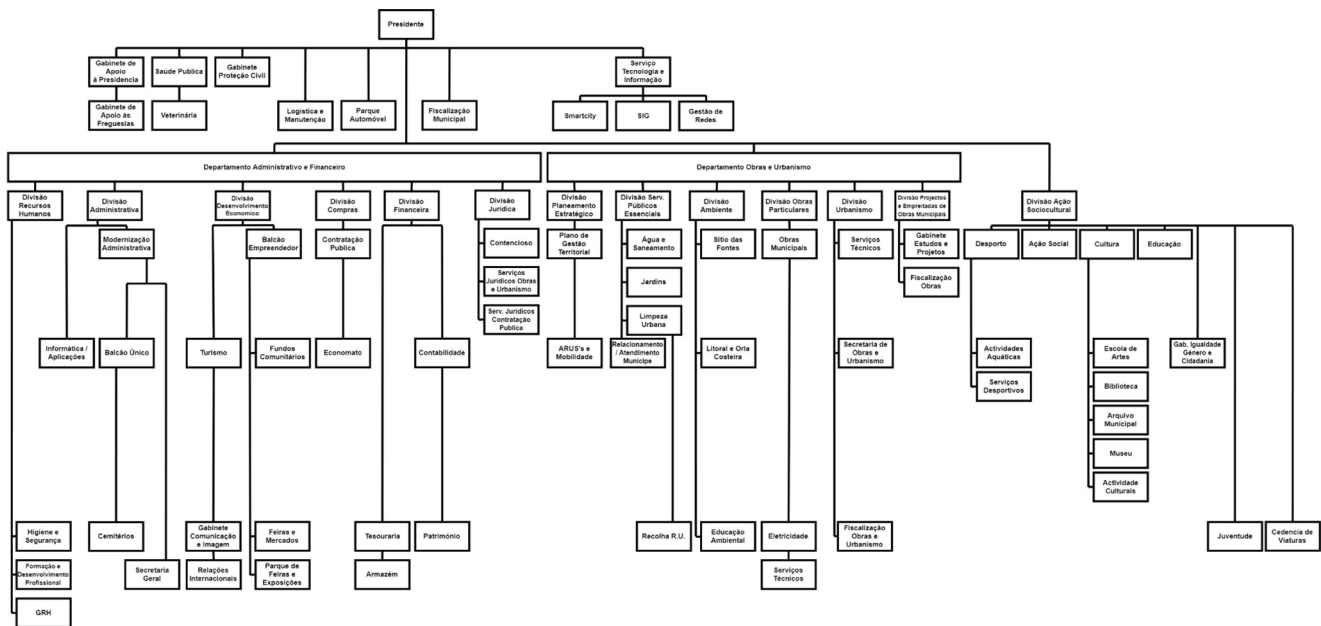 Presidente
Gabinete de
Apoio
à Presidencia
Saúde Publica
Gabinete
Proteção Civil
Serviço
Tecnologia e
Informação
Gabinete de
Apoio às
Freguesias
Veterinária
Logística e
Manutenção
Parque
Automóvel
Fiscalização
Municipal
Smartcity
SIG
Gestão de
Redes
Departamento Administrativo e Financeiro
Departamento Obras e Urbanismo
Divisão
Recursos
Humanos
Divisão
Administrativa
Divisão
Desenvolvimento
Economico
Divisão
Compras
Divisão
Financeira
Divisão
Jurídica
Divisão
Planeamento
Estratégico
Divisão Serv.
Públicos
Essenciais
Divisão
Ambiente
Divisão Obras
Particulares
Divisão
Urbanismo
Divisão Projectos
e Empreitadas de
Obras Municipais
Divisão Ação
Sociocultural
Modernização
Administrativa
Balcão
Empreendedor
Contratação
Publica
Contencioso
Plano de
Gestão
Territorial
Água e
Saneamento
Sítio das
Fontes
Obras
Municipais
Serviços
Técnicos
Gabinete
Estudos e
Projetos
Desporto
Ação Social
Cultura
Educação
Serviços
Jurídicos Obras
e Urbanismo
Jardins
Fiscalização
Obras
Serv. Jurídicos
Contratação
Publica
Limpeza
Urbana
Informática /
Aplicações
Balcão Único
Turismo
Fundos
Comunitários
Economato
Contabilidade
ARUS's e
Mobilidade
Relacionamento
/ Atendimento
Municipe
Litoral e Orla
Costeira
Secretaria de
Obras e
Urbanismo
Actividades
Aquáticas
Escola de
Artes
Gab. Igualdade
Género e
Cidadania
Serviços
Desportivos
Biblioteca
Arquivo
Municipal
Museu
Actividade
Culturais
Higiene e
Segurança
Cemitérios
Gabinete
Comunicação
e Imagem
Feiras e
Mercados
Tesouraria
Património
Recolha R.U.
Educação
Ambiental
Eletricidade
Fiscalização
Obras e
Urbanismo
Juventude
Cedencia de
Viaturas
Formação e
Desenvolvimento
Profissional
Secretaria
Geral
Relações
Internacionais
Parque de
Feiras e
Exposições
Armazém
Serviços
Técnicos
GRH